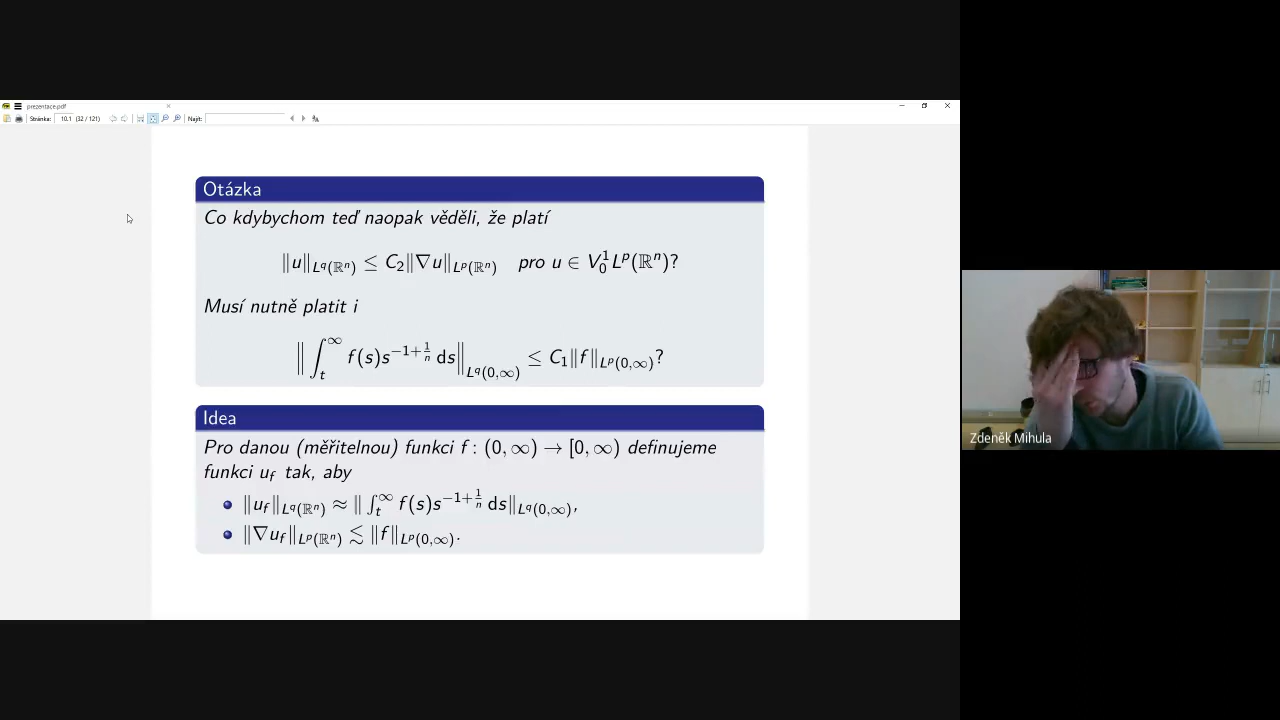 prezentace.pdf
Stránka: 10.1 (32 / 121) Najít:
Otázka
Co kdybychom teď naopak věděli, že platí
‖u‖_{L^q(ℝ^n)} ≤ C_2‖∇u‖_{L^p(ℝ^n)} pro u ∈ V_0^1 L^p(ℝ^n)?
Musí nutně platit i
‖∫_t^∞ f(s)s^{-1+\frac{1}{n}} ds‖_{L^q(0,∞)} ≤ C_1‖f‖_{L^p(0,∞)}?
Idea
Pro danou (měřitelnou) funkci f : (0, ∞) → [0, ∞) definujeme
funkci u_f tak, aby
‖u_f‖_{L^q(ℝ^n)} ≈ ‖∫_t^∞ f(s)s^{-1+\frac{1}{n}} ds‖_{L^q(0,∞)},
‖∇u_f‖_{L^p(ℝ^n)} ≲ ‖f‖_{L^p(0,∞)}.
Zdeněk Mihula